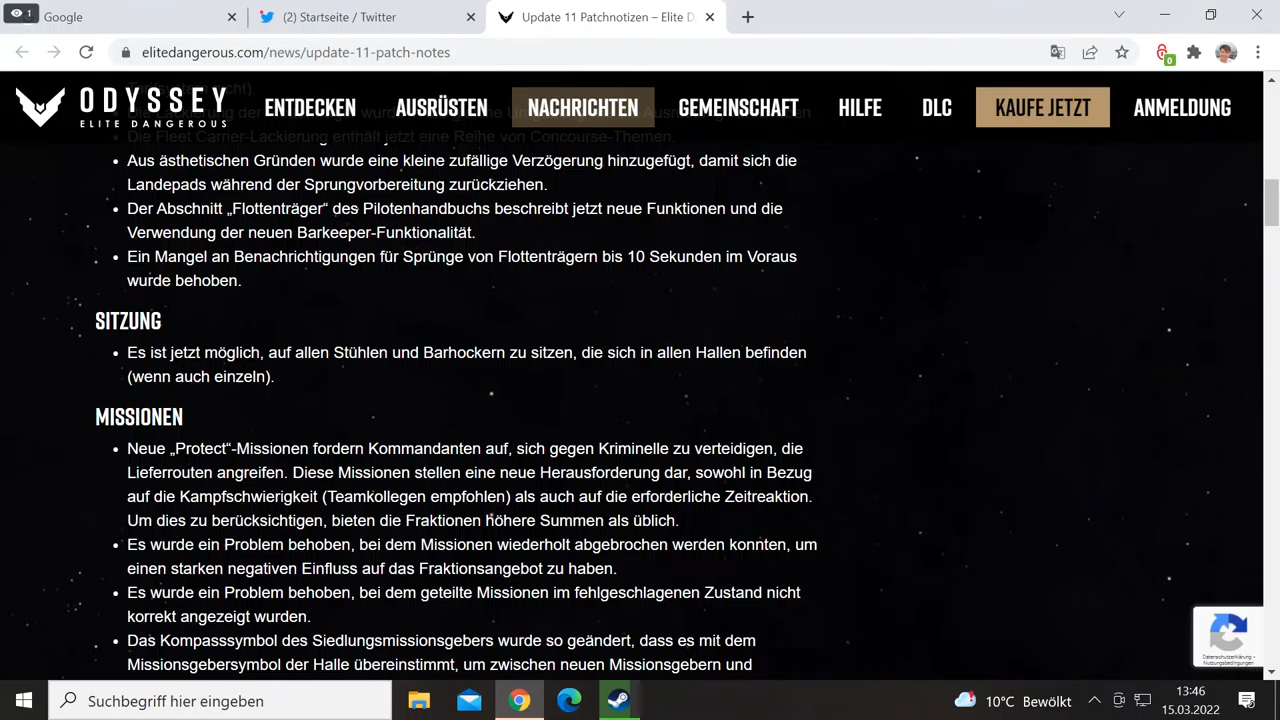 1
Google
(2) Startseite / Twitter
Update 11 Patchnotizen – Elite D
elitedangerous.com/news/update-11-patch-notes
0
ODYSSEY
ELITE DANGEROUS
ENTDECKEN
AUSRÜSTEN
NACHRICHTEN
GEMEINSCHAFT
HILFE
DLC
KAUFE JETZT
ANMELDUNG
Die Fleet Carrier-Lackierung enthält jetzt eine Reihe von Concourse-Themen.
• Aus ästhetischen Gründen wurde eine kleine zufällige Verzögerung hinzugefügt, damit sich die
Landepads während der Sprungvorbereitung zurückziehen.
• Der Abschnitt „Flottenträger“ des Pilotenhandbuchs beschreibt jetzt neue Funktionen und die
Verwendung der neuen Barkeeper-Funktionalität.
• Ein Mangel an Benachrichtigungen für Sprünge von Flottenträgern bis 10 Sekunden im Voraus
wurde behoben.
SITZUNG
• Es ist jetzt möglich, auf allen Stühlen und Barhockern zu sitzen, die sich in allen Hallen befinden
(wenn auch einzeln).
MISSIONEN
• Neue „Protect“-Missionen fordern Kommandanten auf, sich gegen Kriminelle zu verteidigen, die
Lieferrouten angreifen. Diese Missionen stellen eine neue Herausforderung dar, sowohl in Bezug
auf die Kampfschwierigkeit (Teamkollegen empfohlen) als auch auf die erforderliche Zeitreaktion.
Um dies zu berücksichtigen, bieten die Fraktionen höhere Summen als üblich.
• Es wurde ein Problem behoben, bei dem Missionen wiederholt abgebrochen werden konnten, um
einen starken negativen Einfluss auf das Fraktionsangebot zu haben.
• Es wurde ein Problem behoben, bei dem geteilte Missionen im fehlgeschlagenen Zustand nicht
korrekt angezeigt wurden.
• Das Kompasssymbol des Siedlungsmissionsgebers wurde so geändert, dass es mit dem
Missionsgebersymbol der Halle übereinstimmt, um zwischen neuen Missionsgebern und
Datenschutzerklärung -
Nutzungsbedingungen
Suchbegriff hier eingeben
10°C Bewölkt
13:46
15.03.2022